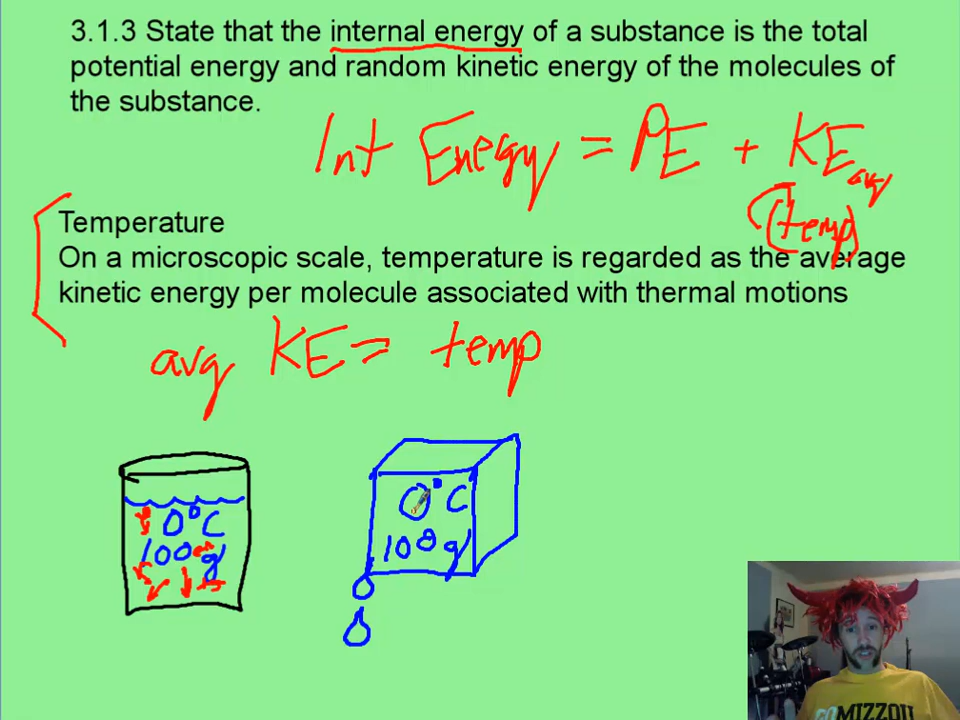 3.1.3 State that the internal energy of a substance is the total
potential energy and random kinetic energy of the molecules of
the substance.
Int Energy = PE + KE avg
(temp)
Temperature
On a microscopic scale, temperature is regarded as the average
kinetic energy per molecule associated with thermal motions
avg KE = temp
0°C
100g
0°C
100g
GOMIZZOU